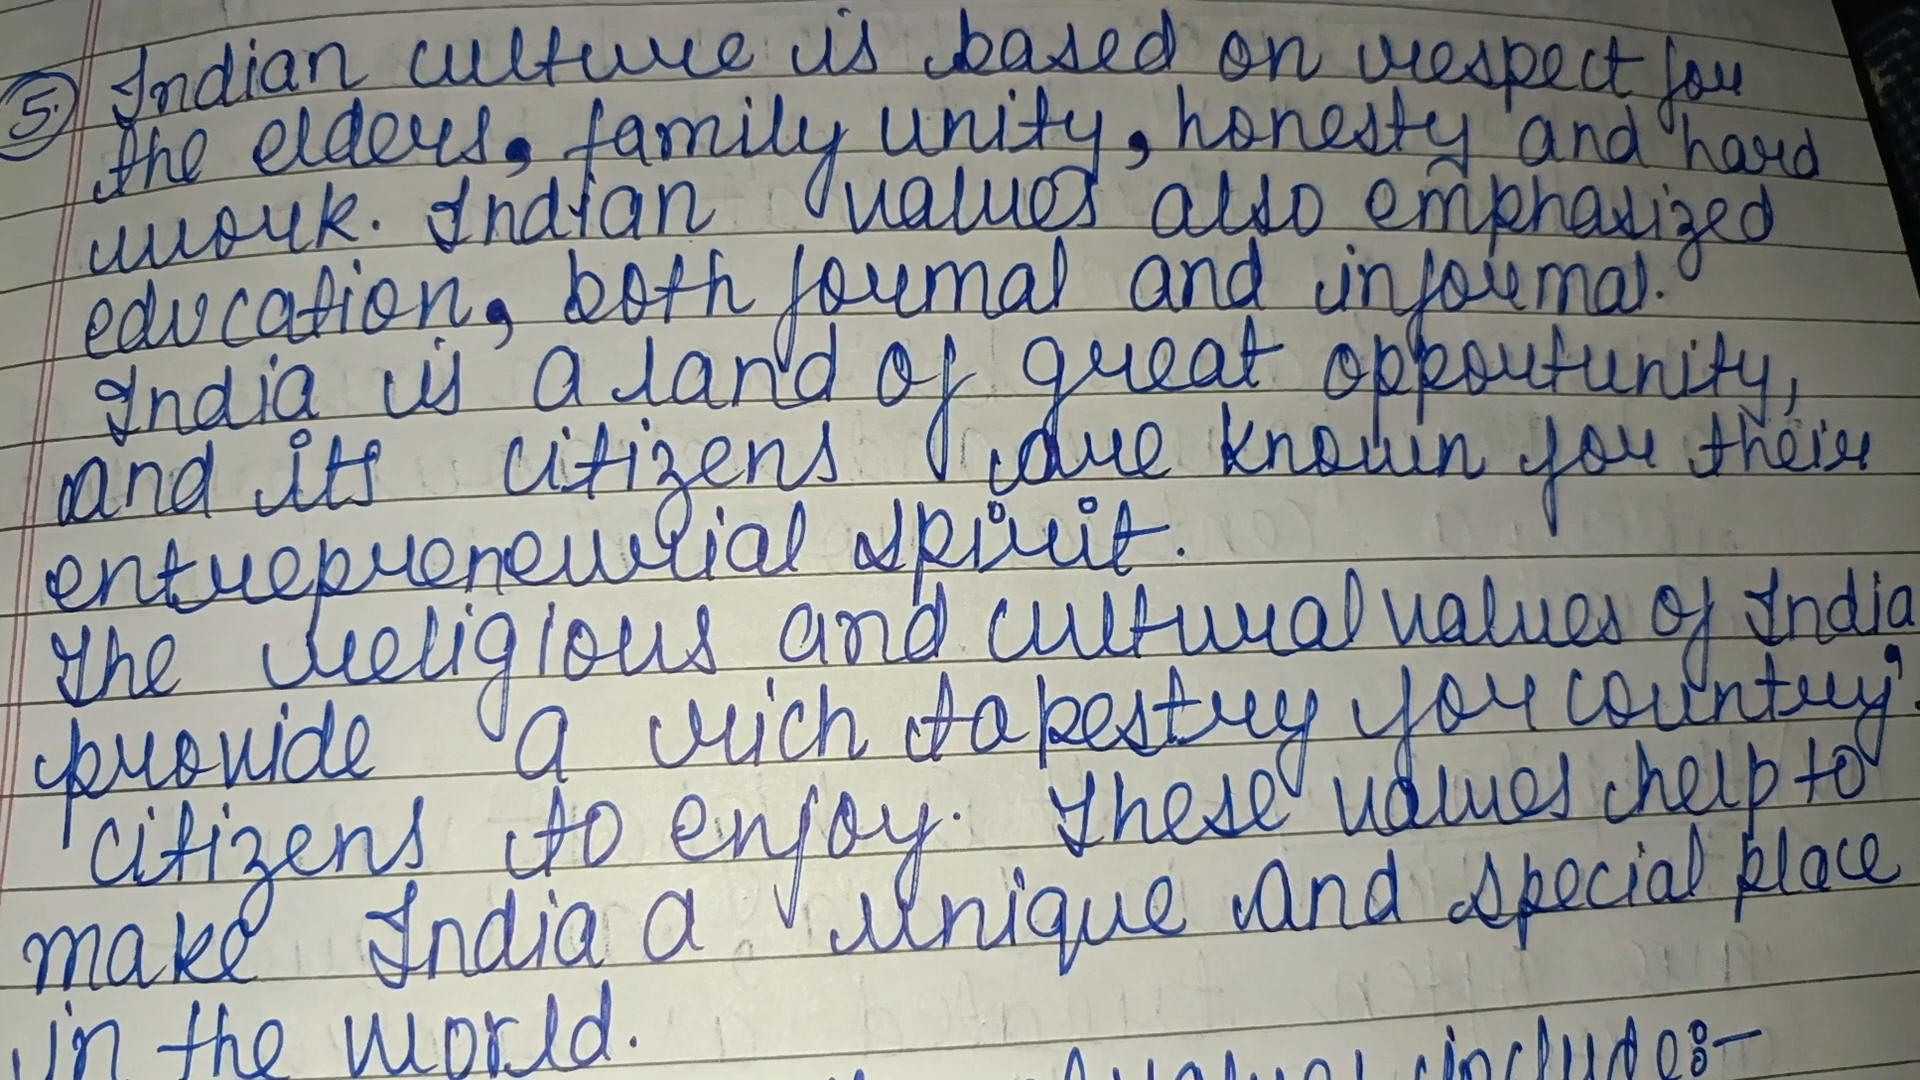 5. Indian culture is based on respect for
the elders, family unity, honesty and hard
work. Indian values also emphasized
education, both formal and informal.
India is a land of great opportunity,
and its citizens are known for their
entrepreneurial spirit.
The religious and cultural values of India
provide a rich tapestry for country's
citizens to enjoy. These values help to
make India a unique and special place
in the world.
include:-